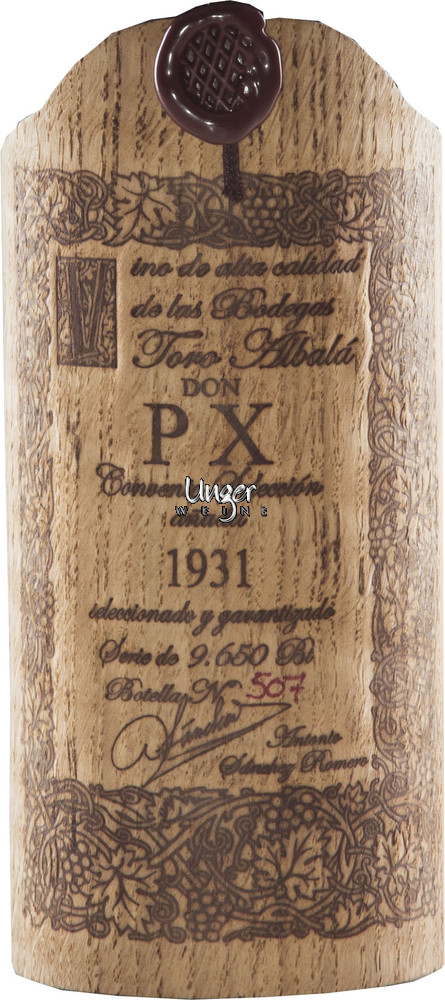 Vino de alta calidad
de las Bodegas
Toro Albalá
DON
PX
Convento Selección
Unger
WEINE
1931
seleccionado y garantizado
Serie de 9.650 Bt
Botella Nº 507
Antonio
Sánchez Romero